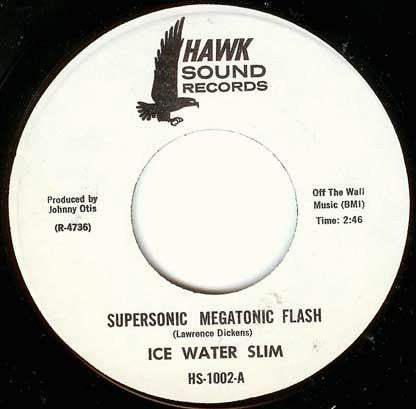 HAWK
SOUND
RECORDS
Produced by
Johnny Otis
(R-4736)
Off The Wall
Music (BMI)
Time: 2:46
SUPERSONIC MEGATONIC FLASH
(Lawrence Dickens)
ICE WATER SLIM
HS-1002-A